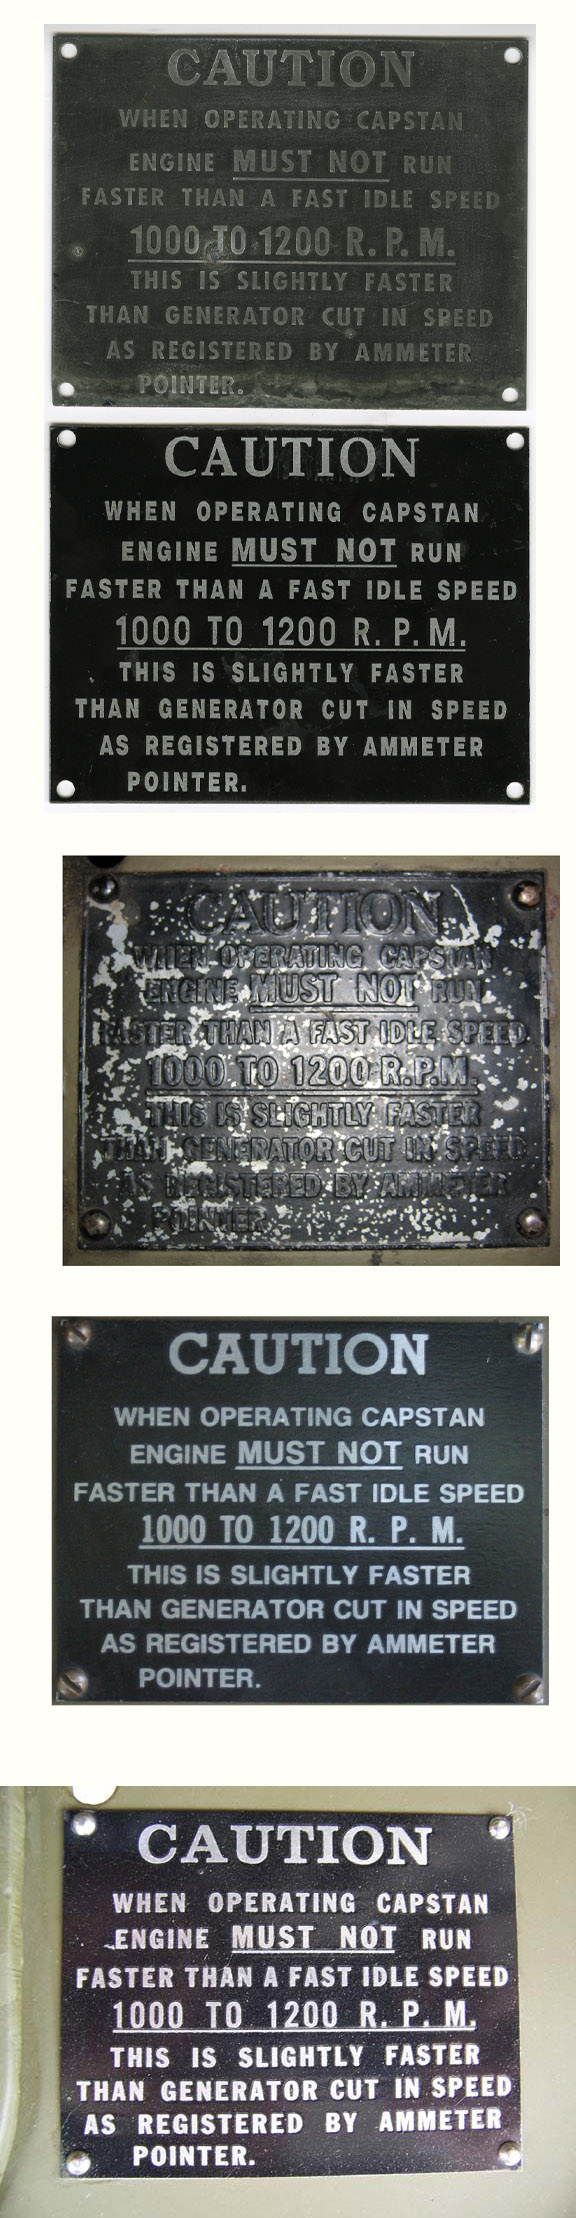 CAUTION
WHEN OPERATING CAPSTAN
ENGINE MUST NOT RUN
FASTER THAN A FAST IDLE SPEED
1000 TO 1200 R. P. M.
THIS IS SLIGHTLY FASTER
THAN GENERATOR CUT IN SPEED
AS REGISTERED BY AMMETER
POINTER.
CAUTION
WHEN OPERATING CAPSTAN
ENGINE MUST NOT RUN
FASTER THAN A FAST IDLE SPEED
1000 TO 1200 R. P. M.
THIS IS SLIGHTLY FASTER
THAN GENERATOR CUT IN SPEED
AS REGISTERED BY AMMETER
POINTER.
CAUTION
WHEN OPERATING CAPSTAN
ENGINE MUST NOT RUN
FASTER THAN A FAST IDLE SPEED
1000 TO 1200 R.P.M.
THIS IS SLIGHTLY FASTER
THAN GENERATOR CUT IN SPEED
AS REGISTERED BY AMMETER
POINTER
CAUTION
WHEN OPERATING CAPSTAN
ENGINE MUST NOT RUN
FASTER THAN A FAST IDLE SPEED
1000 TO 1200 R. P. M.
THIS IS SLIGHTLY FASTER
THAN GENERATOR CUT IN SPEED
AS REGISTERED BY AMMETER
POINTER.
CAUTION
WHEN OPERATING CAPSTAN
ENGINE MUST NOT RUN
FASTER THAN A FAST IDLE SPEED
1000 TO 1200 R. P. M.
THIS IS SLIGHTLY FASTER
THAN GENERATOR CUT IN SPEED
AS REGISTERED BY AMMETER
POINTER.